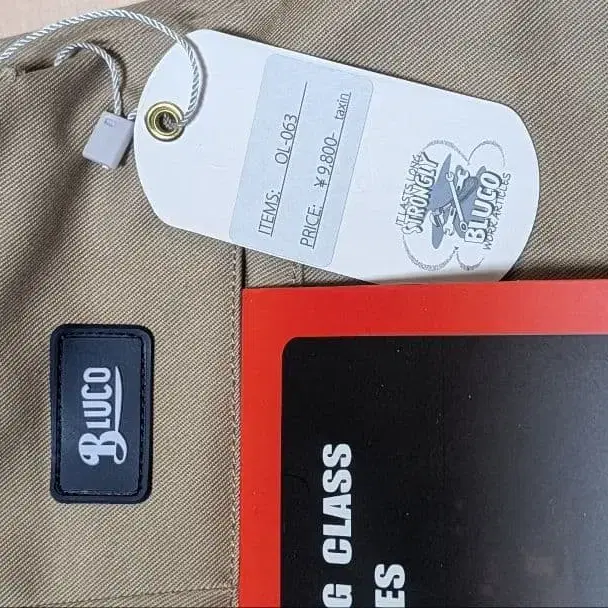 ITEMS: OL-063
PRICE: ¥9.800- taxin
IT LASTS LONG
STRONGLY
BLUCO
WORK ARTICLES
BLUCO
G CLASS
ES